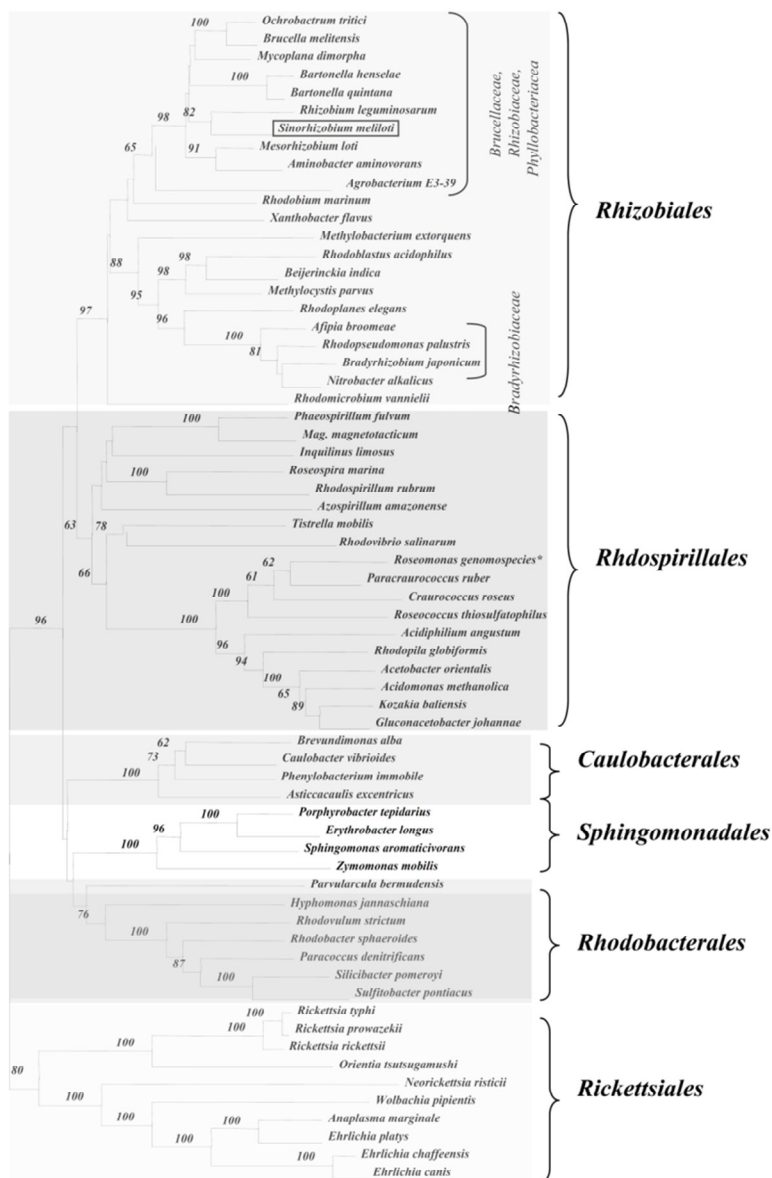 100 Ochrobactrum tritici
Brucella melitensis
Mycoplana dimorpha
100 Bartonella henselae
Bartonella quintana
98 82 Rhizobium leguminosarum
Sinorhizobium meliloti
65 91 Mesorhizobium loti
Aminobacter aminovorans
Agrobacterium E3-39
Brucellaceae,
Rhizobiaceae,
Phyllobacteriacea
Rhodobium marinum
Rhizobiales
Xanthobacter flavus
Methylobacterium extorquens
88 98 Rhodoblastus acidophilus
98 Beijerinckia indica
95 Methylocystis parvus
97 96 Rhodoplanes elegans
100 Afipia broomeae
81 Rhodopseudomonas palustris
Bradyrhizobium japonicum
Nitrobacter alkalicus
Bradyrhizobiaceae
Rhodomicrobium vannielii
100 Phaeospirillum fulvum
Mag. magnetotacticum
Inquilinus limosus
100 Roseospira marina
Rhodospirillum rubrum
Azospirillum amazonense
63 78 Tistrella mobilis
Rhodovibrio salinarum
66 62 Roseomonas genomospecies*
Rhdospirillales
61 Paracraurococcus ruber
100 Craurococcus roseus
96 100 Roseococcus thiosulfatophilus
Acidiphilium angustum
96 Rhodopila globiformis
94 100 Acetobacter orientalis
65 Acidomonas methanolica
89 Kozakia baliensis
Gluconacetobacter johannae
62 Brevundimonas alba
73 Caulobacter vibrioides
Caulobacterales
100 Phenylobacterium immobile
Asticcacaulis excentricus
100 Porphyrobacter tepidarius
96 Erythrobacter longus
Sphingomonadales
100 Sphingomonas aromaticivorans
Zymomonas mobilis
Parvularcula bermudensis
76 Hyphomonas jannaschiana
100 Rhodovulum strictum
Rhodobacter sphaeroides
Rhodobacterales
87 Paracoccus denitrificans
100 Silicibacter pomeroyi
Sulfitobacter pontiacus
100 Rickettsia typhi
100 Rickettsia prowazekii
100 Rickettsia rickettsii
80 Orientia tsutsugamushi
100 Neorickettsia risticii
Rickettsiales
100 Wolbachia pipientis
100 Anaplasma marginale
100 Ehrlichia platys
100 Ehrlichia chaffeensis
Ehrlichia canis